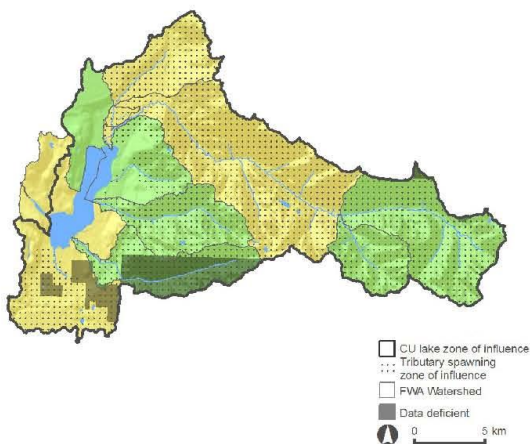 CU lake zone of influence
Tributary spawning
zone of influence
FWA Watershed
Data deficient
0 5 km